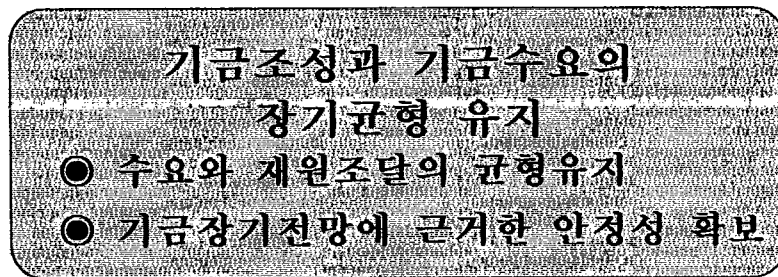 기금조성과 기금수요의
장기균형 유지
◉ 수요와 재원조달의 균형유지
◉ 기금장기전망에 근거한 안정성 확보